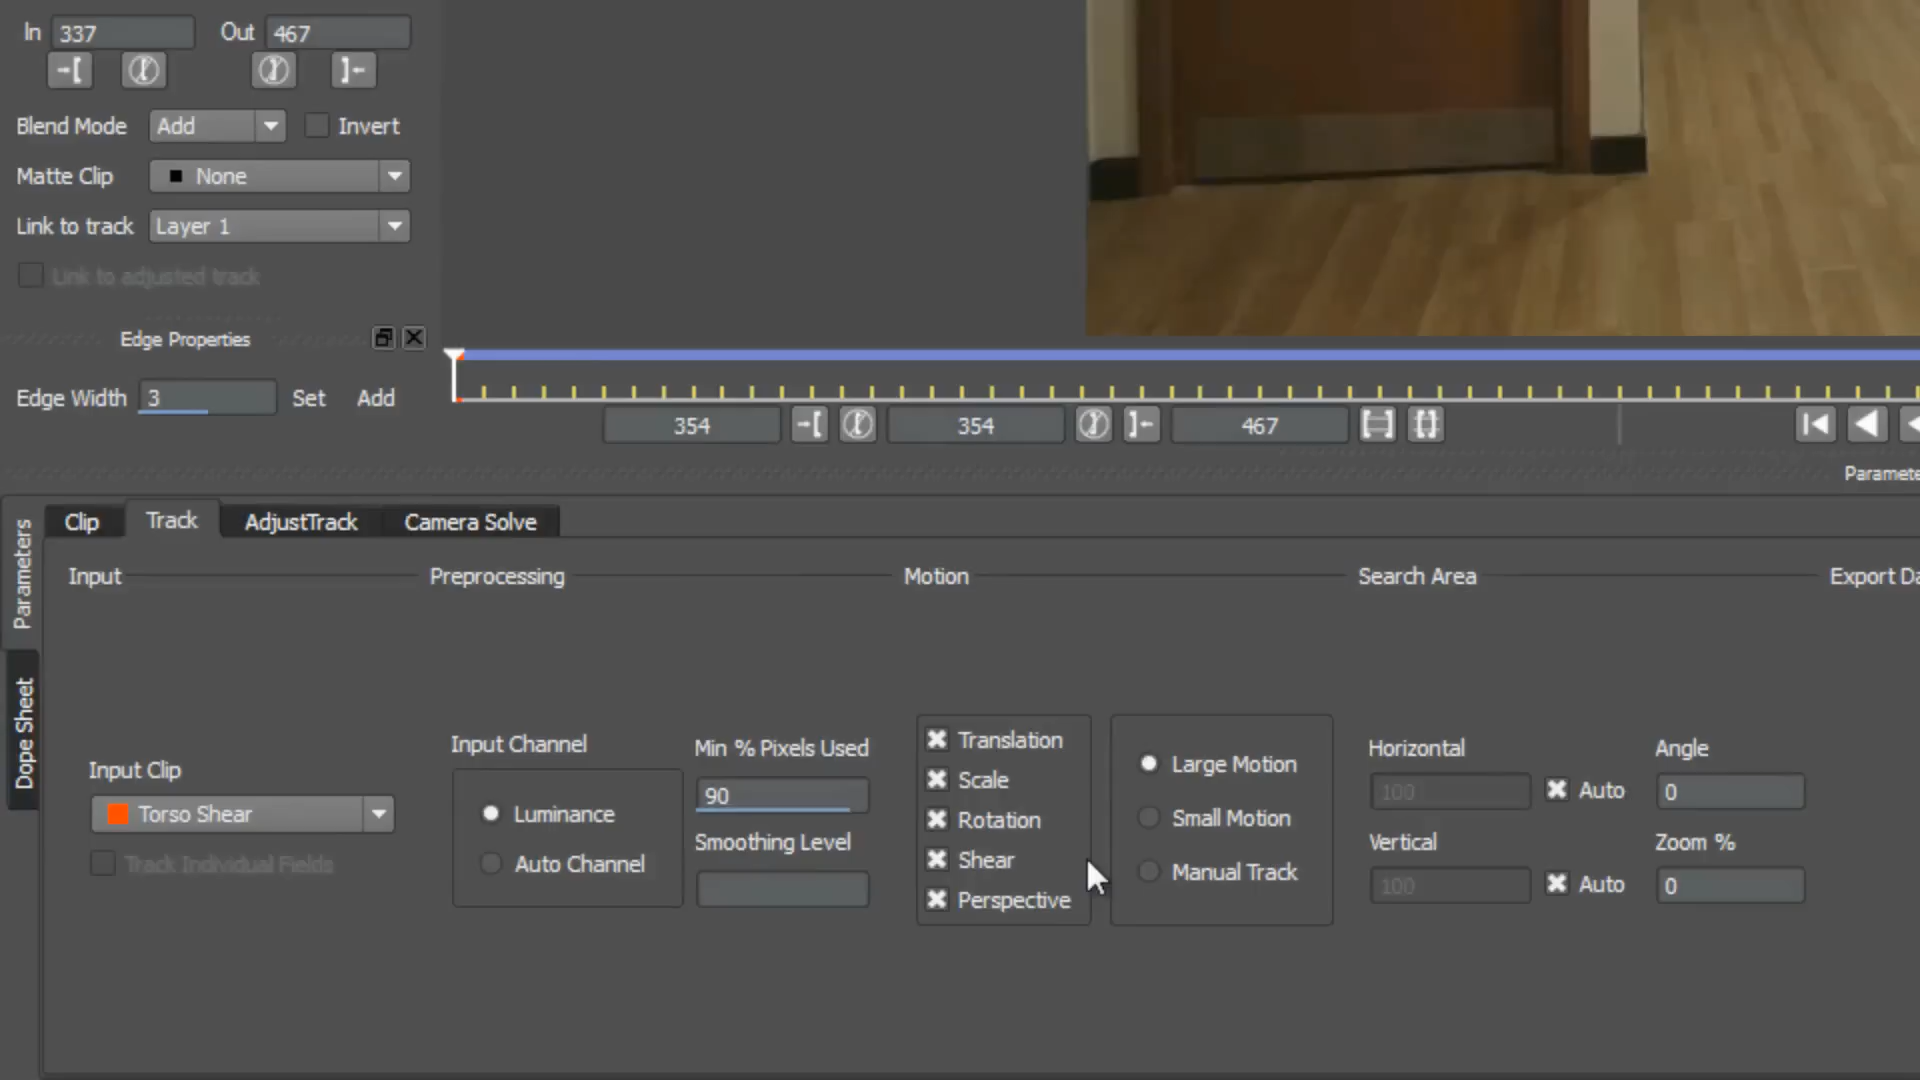 In 337 Out 467
Blend Mode Add Invert
Matte Clip None
Link to track Layer 1
Link to adjusted track
Edge Properties
Edge Width 3 Set Add
354 354 467
Paramete
Parameters
Dope Sheet
Clip Track AdjustTrack Camera Solve
Input Preprocessing Motion Search Area Export Da
Input Clip
Torso Shear
Track Individual Fields
Input Channel
Luminance
Auto Channel
Min % Pixels Used
90
Smoothing Level
Translation
Scale
Rotation
Shear
Perspective
Large Motion
Small Motion
Manual Track
Horizontal Angle
100 Auto 0
Vertical Zoom %
100 Auto 0